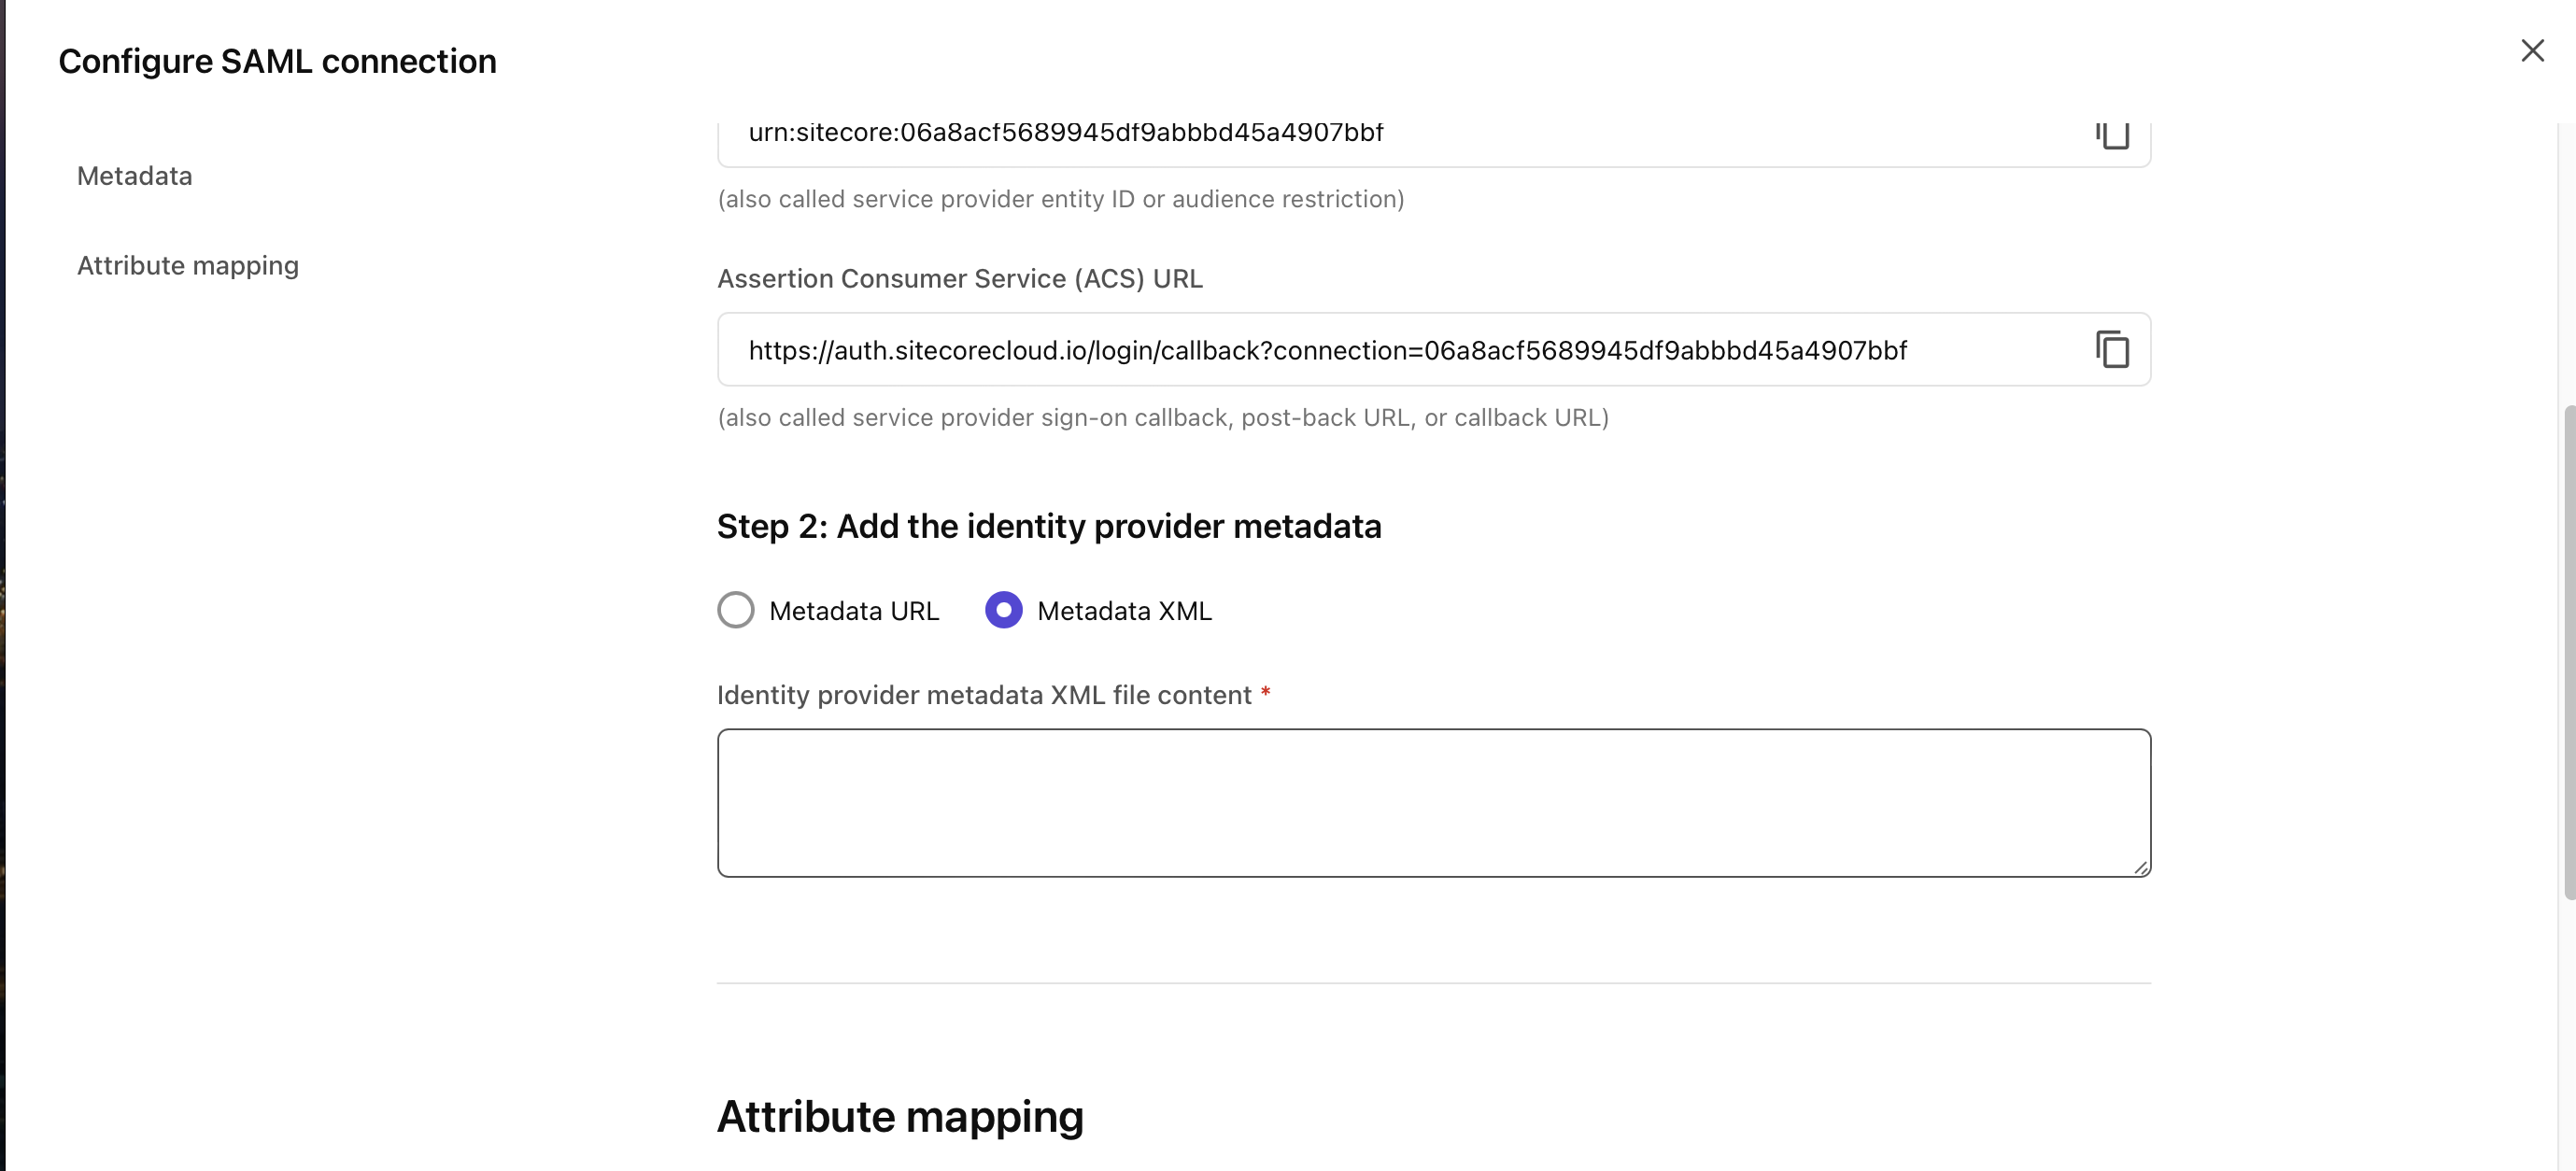 Configure SAML connection
Metadata
Attribute mapping
urn:sitecore:06a8acf5689945df9abbbd45a4907bbf
(also called service provider entity ID or audience restriction)
Assertion Consumer Service (ACS) URL
https://auth.sitecorecloud.io/login/callback?connection=06a8acf5689945df9abbbd45a4907bbf
(also called service provider sign-on callback, post-back URL, or callback URL)
Step 2: Add the identity provider metadata
Metadata URL Metadata XML
Identity provider metadata XML file content *
Attribute mapping